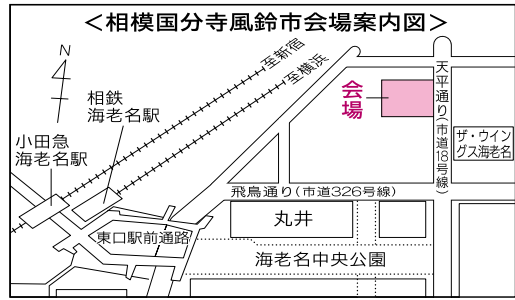 ＜相模国分寺風鈴市会場案内図＞
N
至新宿
至横浜
相鉄
海老名駅
小田急
海老名駅
会場
天平通り(市道18号線)
ザ・ウイン
グス海老名
飛鳥通り(市道326号線)
丸井
東口駅前通路
海老名中央公園